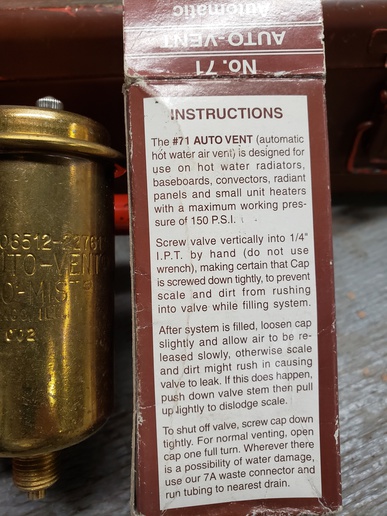 No. 71
AUTO-VENT
Automatic
INSTRUCTIONS
The #71 AUTO VENT (automatic
hot water air vent) is designed for
use on hot water radiators,
baseboards, convectors, radiant
panels and small unit heaters
with a maximum working pres-
sure of 150 P.S.I.
Screw valve vertically into 1/4"
I.P.T. by hand (do not use
wrench), making certain that Cap
is screwed down tightly, to prevent
scale and dirt from rushing
into valve while filling system.
After system is filled, loosen cap
slightly and allow air to be re-
leased slowly, otherwise scale
and dirt might rush in causing
valve to leak. If this does happen,
push down valve stem then pull
up lightly to dislodge scale.
To shut off valve, screw cap down
tightly. For normal venting, open
cap one full turn. Wherever there
is a possibility of water damage,
use our 7A waste connector and
run tubing to nearest drain.
UTO-VENT
O-MIST
002